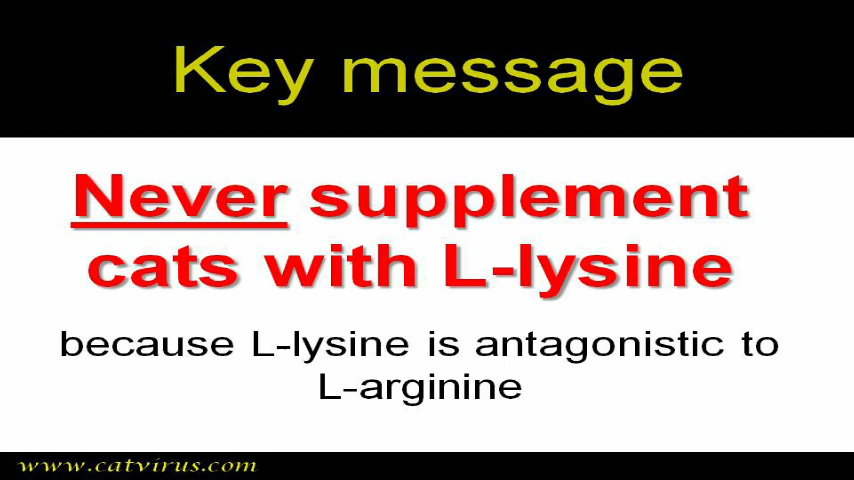 Key message
Never supplement
cats with L-lysine
because L-lysine is antagonistic to
L-arginine
www.catvirus.com